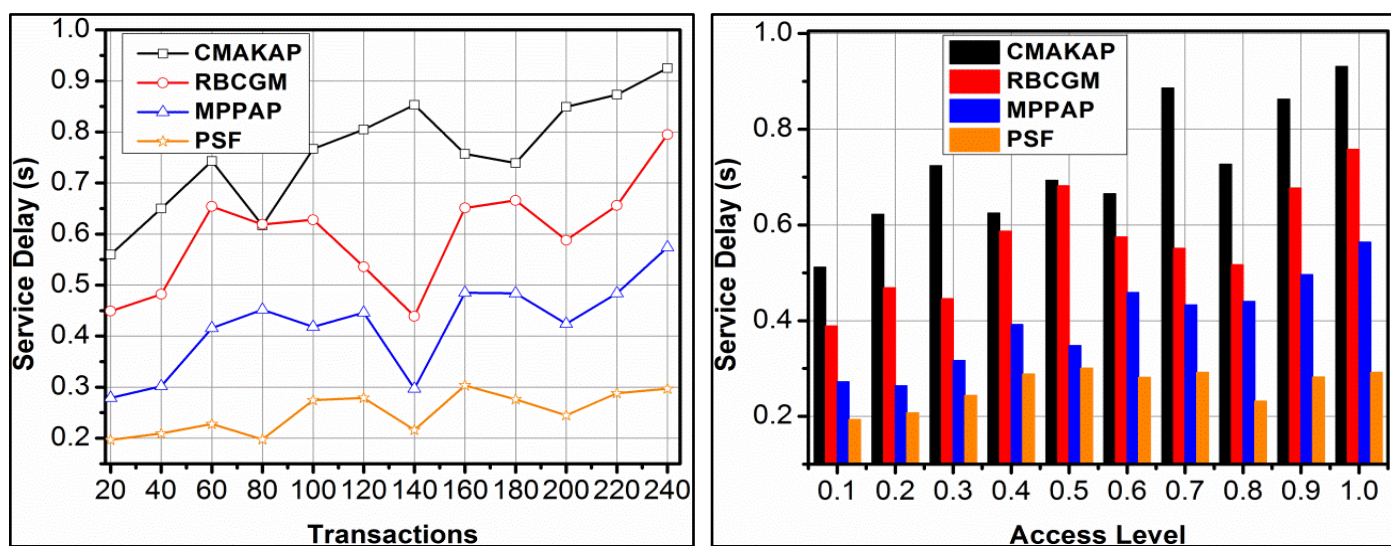 1.0
0.9
0.8
0.7
0.6
0.5
0.4
0.3
0.2
Service Delay (s)
CMAKAP
RBCGM
MPPAP
PSF
20 40 60 80 100 120 140 160 180 200 220 240
Transactions
1.0
0.8
0.6
0.4
0.2
Service Delay (s)
CMAKAP
RBCGM
MPPAP
PSF
0.1 0.2 0.3 0.4 0.5 0.6 0.7 0.8 0.9 1.0
Access Level